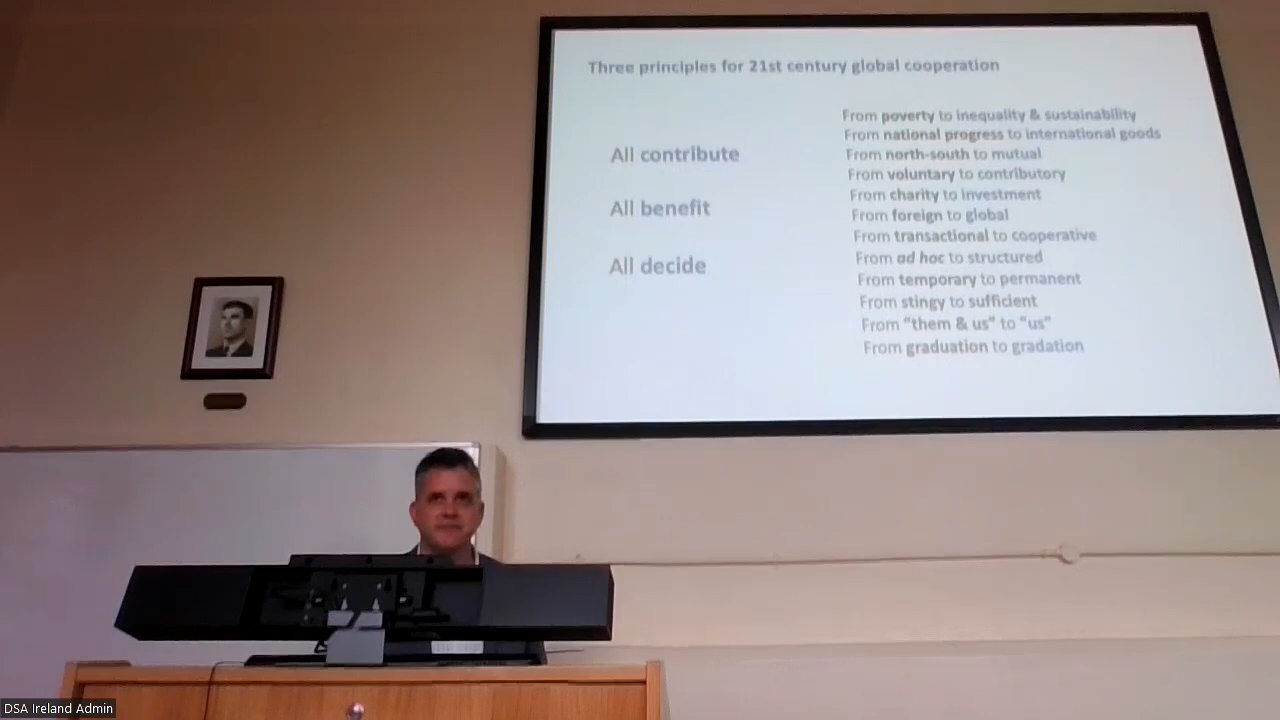 Three principles for 21st century global cooperation
All contribute
All benefit
All decide
From poverty to inequality & sustainability
From national progress to international goods
From north-south to mutual
From voluntary to contributory
From charity to investment
From foreign to global
From transactional to cooperative
From ad hoc to structured
From temporary to permanent
From stingy to sufficient
From "them & us" to "us"
From graduation to gradation
DSA Ireland Admin